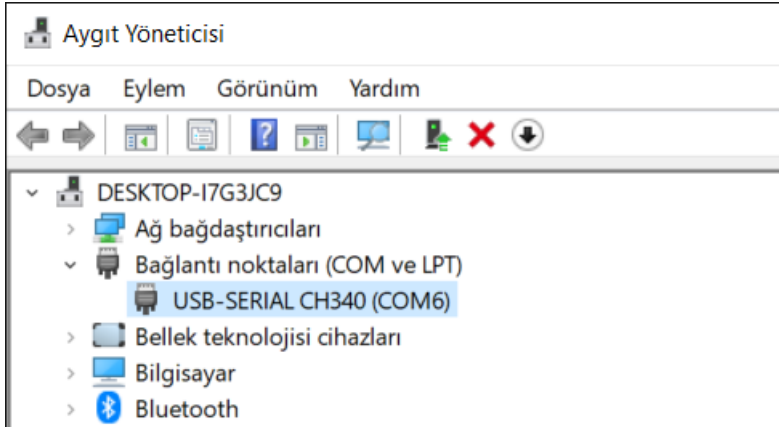 Aygıt Yöneticisi
Dosya Eylem Görünüm Yardım
DESKTOP-I7G3JC9
Ağ bağdaştırıcıları
Bağlantı noktaları (COM ve LPT)
USB-SERIAL CH340 (COM6)
Bellek teknolojisi cihazları
Bilgisayar
Bluetooth